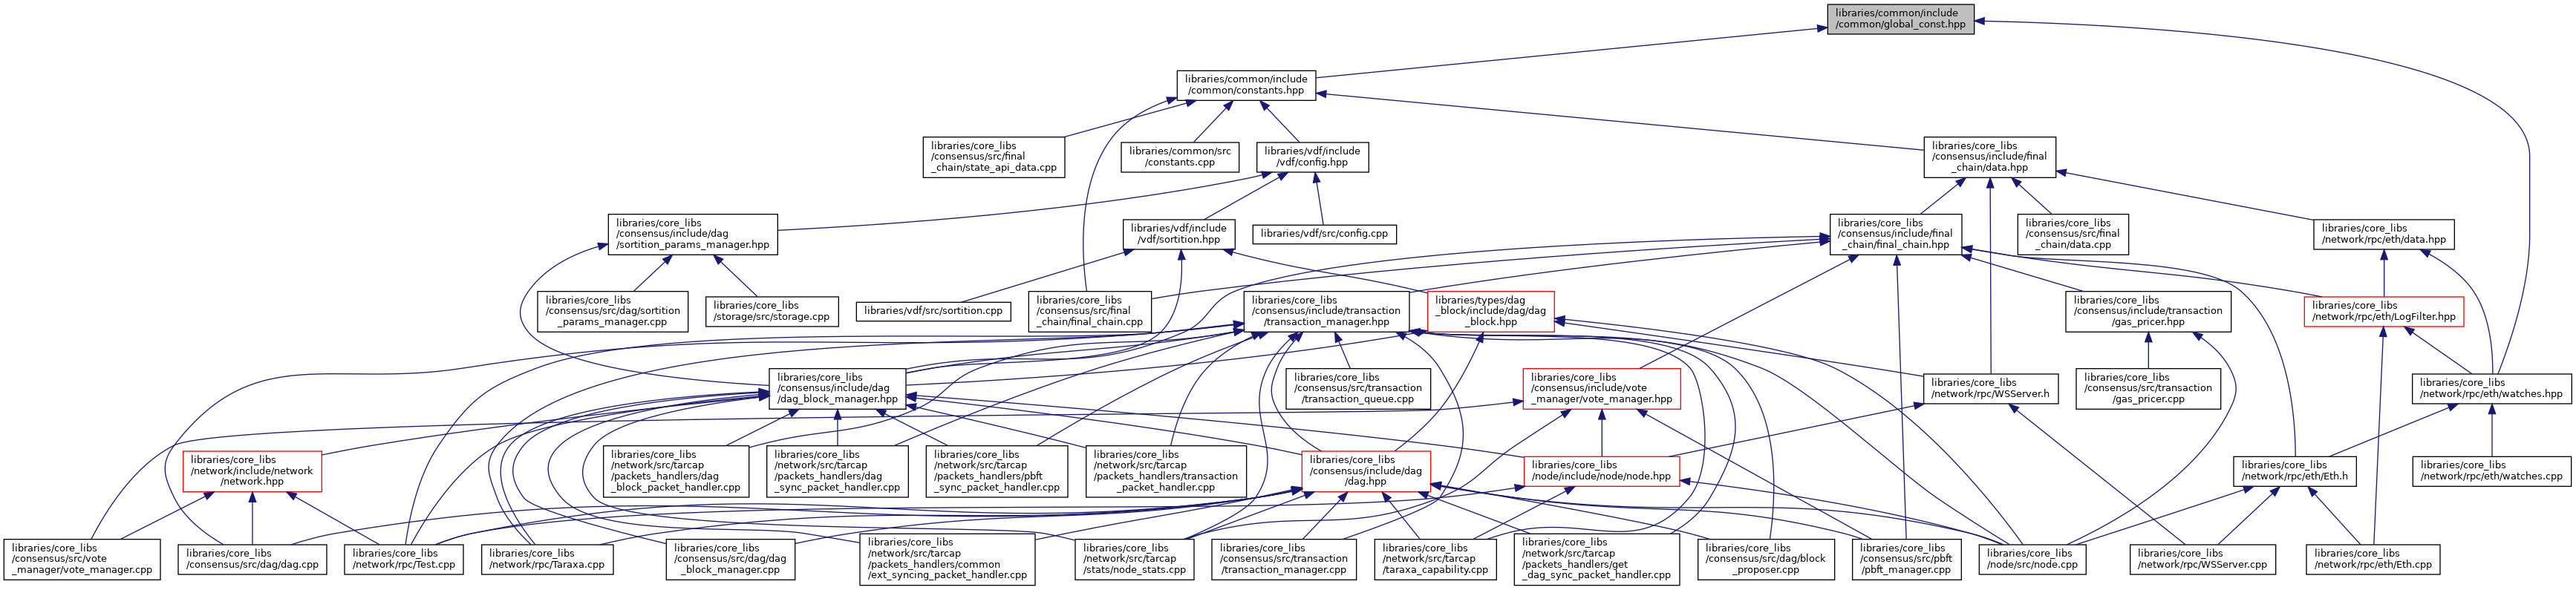 libraries/common/include
/common/global_const.hpp
libraries/common/include
/common/constants.hpp
libraries/core_libs
/consensus/src/final
_chain/state_api_data.cpp
libraries/common/src
/constants.cpp
libraries/vdf/include
/vdf/config.hpp
libraries/core_libs
/consensus/include/final
_chain/data.hpp
libraries/core_libs
/consensus/include/dag
/sortition_params_manager.hpp
libraries/vdf/include
/vdf/sortition.hpp
libraries/vdf/src/config.cpp
libraries/core_libs
/consensus/include/final
_chain/final_chain.hpp
libraries/core_libs
/consensus/src/final
_chain/data.cpp
libraries/core_libs
/network/rpc/eth/data.hpp
libraries/core_libs
/consensus/src/dag/sortition
_params_manager.cpp
libraries/core_libs
/storage/src/storage.cpp
libraries/vdf/src/sortition.cpp
libraries/core_libs
/consensus/src/final
_chain/final_chain.cpp
libraries/core_libs
/consensus/include/transaction
/transaction_manager.hpp
libraries/types/dag
_block/include/dag/dag
_block.hpp
libraries/core_libs
/consensus/include/transaction
/gas_pricer.hpp
libraries/core_libs
/network/rpc/eth/LogFilter.hpp
libraries/core_libs
/consensus/include/dag
/dag_block_manager.hpp
libraries/core_libs
/consensus/src/transaction
/transaction_queue.cpp
libraries/core_libs
/consensus/include/vote
_manager/vote_manager.hpp
libraries/core_libs
/network/rpc/WSServer.h
libraries/core_libs
/consensus/src/transaction
/gas_pricer.cpp
libraries/core_libs
/network/rpc/eth/watches.hpp
libraries/core_libs
/network/include/network
/network.hpp
libraries/core_libs
/network/src/tarcap
/packets_handlers/dag
_block_packet_handler.cpp
libraries/core_libs
/network/src/tarcap
/packets_handlers/dag
_sync_packet_handler.cpp
libraries/core_libs
/network/src/tarcap
/packets_handlers/pbft
_sync_packet_handler.cpp
libraries/core_libs
/network/src/tarcap
/packets_handlers/transaction
_packet_handler.cpp
libraries/core_libs
/consensus/include/dag
/dag.hpp
libraries/core_libs
/node/include/node/node.hpp
libraries/core_libs
/network/rpc/eth/Eth.h
libraries/core_libs
/network/rpc/eth/watches.cpp
libraries/core_libs
/consensus/src/vote
_manager/vote_manager.cpp
libraries/core_libs
/consensus/src/dag/dag.cpp
libraries/core_libs
/network/rpc/Test.cpp
libraries/core_libs
/network/rpc/Taraxa.cpp
libraries/core_libs
/consensus/src/dag/dag
_block_manager.cpp
libraries/core_libs
/network/src/tarcap
/packets_handlers/common
/ext_syncing_packet_handler.cpp
libraries/core_libs
/network/src/tarcap
/stats/node_stats.cpp
libraries/core_libs
/consensus/src/transaction
/transaction_manager.cpp
libraries/core_libs
/network/src/tarcap
/taraxa_capability.cpp
libraries/core_libs
/network/src/tarcap
/packets_handlers/get
_dag_sync_packet_handler.cpp
libraries/core_libs
/consensus/src/dag/block
_proposer.cpp
libraries/core_libs
/consensus/src/pbft
/pbft_manager.cpp
libraries/core_libs
/node/src/node.cpp
libraries/core_libs
/network/rpc/WSServer.cpp
libraries/core_libs
/network/rpc/eth/Eth.cpp